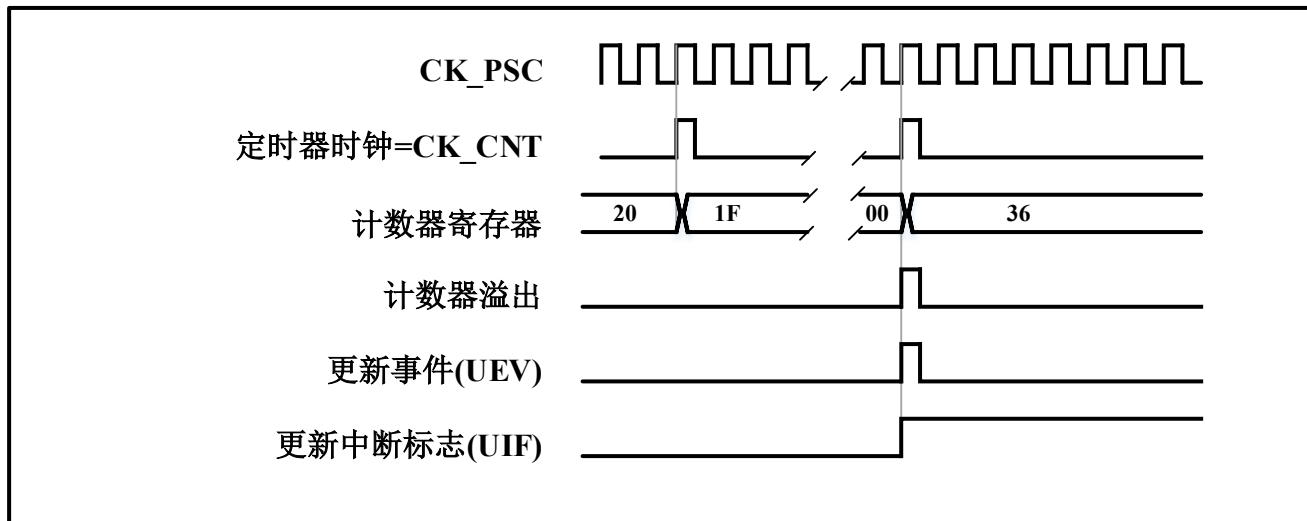 CK_PSC
定时器时钟=CK_CNT
计数器寄存器 20 1F 00 36
计数器溢出
更新事件(UEV)
更新中断标志(UIF)